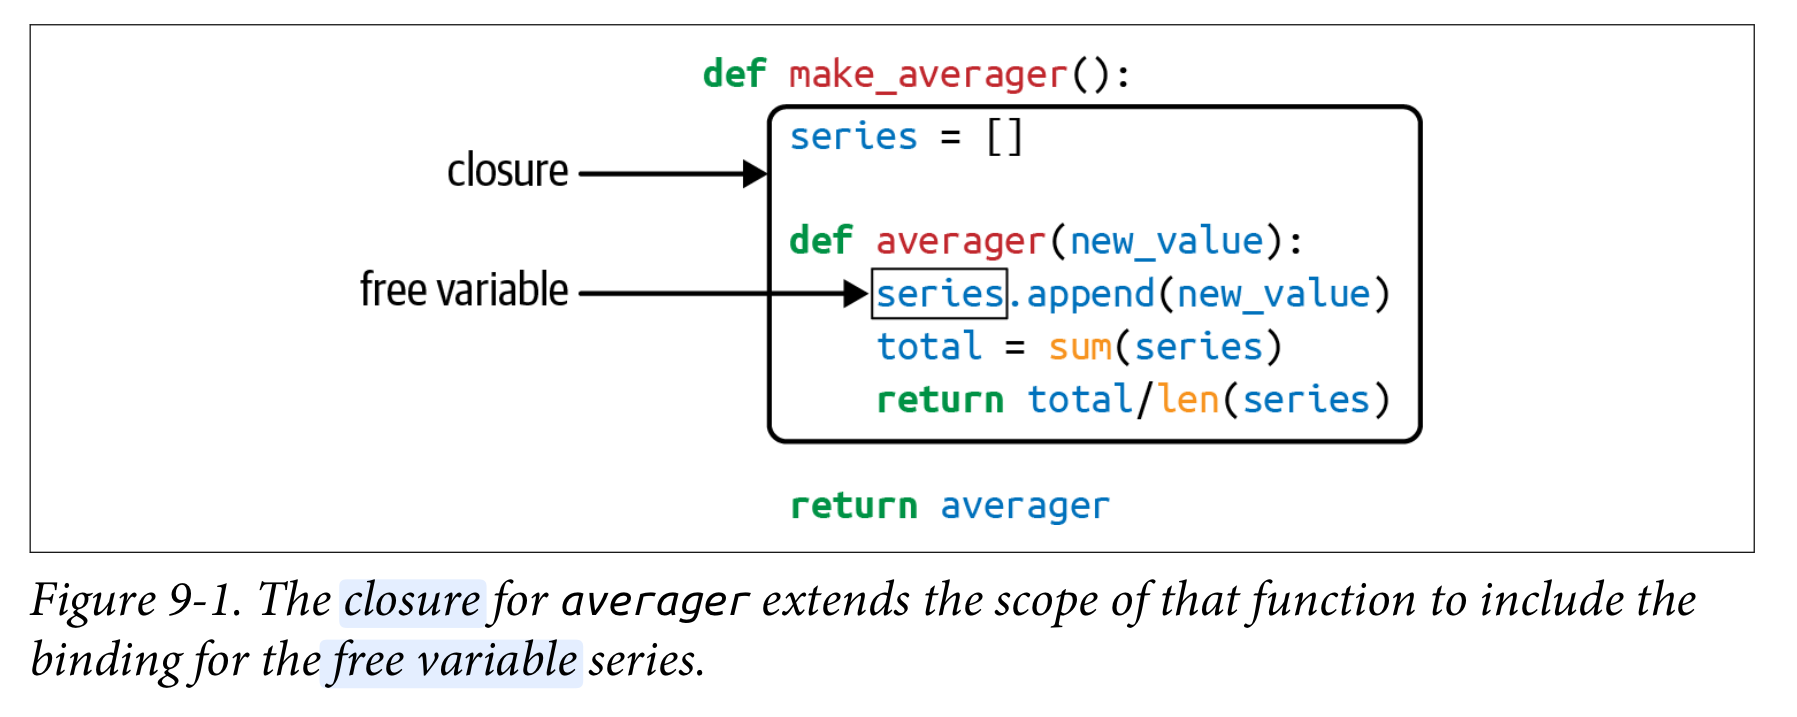 def make_averager():
series = []
closure
def averager(new_value):
free variable
series.append(new_value)
total = sum(series)
return total/len(series)
return averager
Figure 9-1. The closure for averager extends the scope of that function to include the
binding for the free variable series.